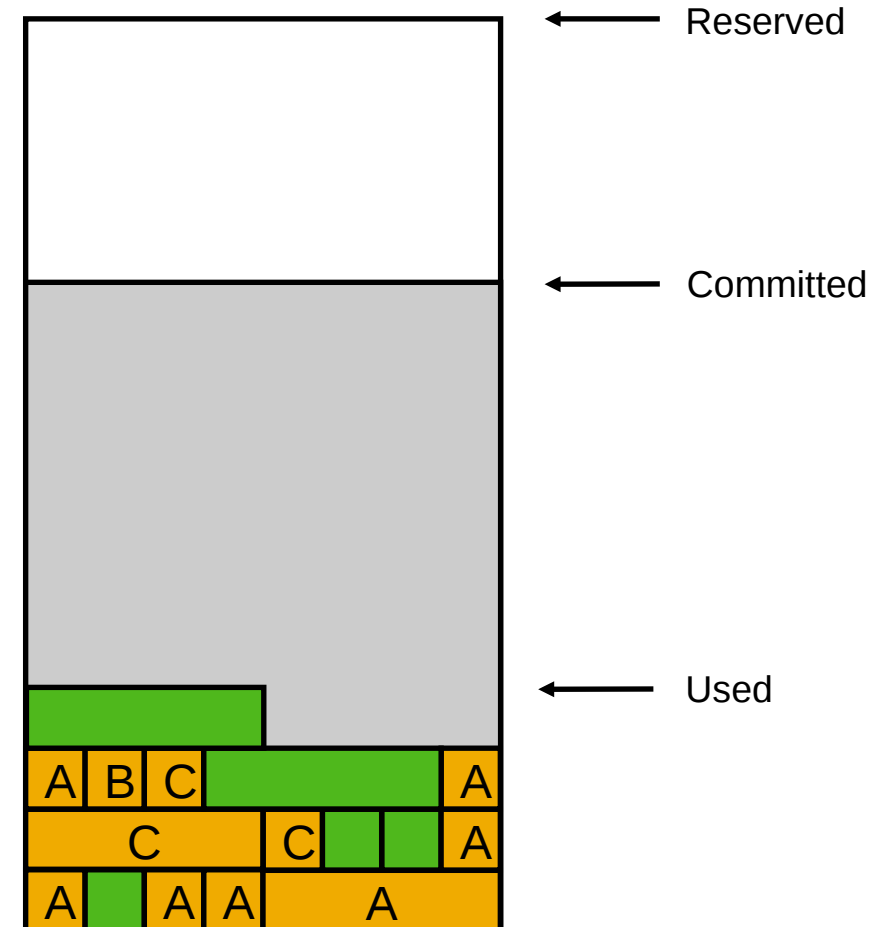 Reserved
Committed
Used
A B C A
C C A
A A A A